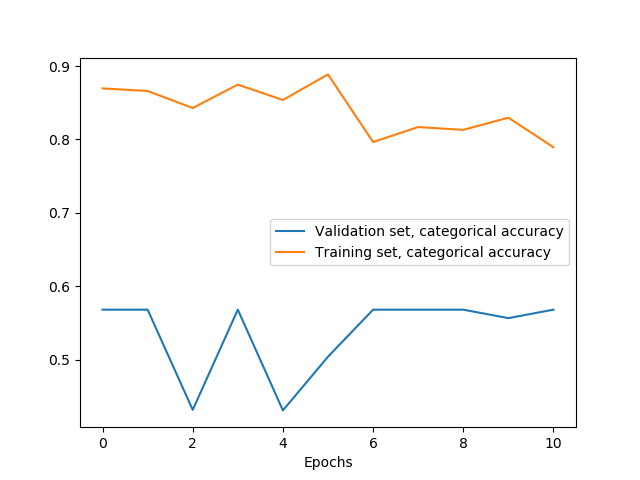 0.9
0.8
0.7
0.6
0.5
Validation set, categorical accuracy
Training set, categorical accuracy
0 2 4 6 8 10
Epochs